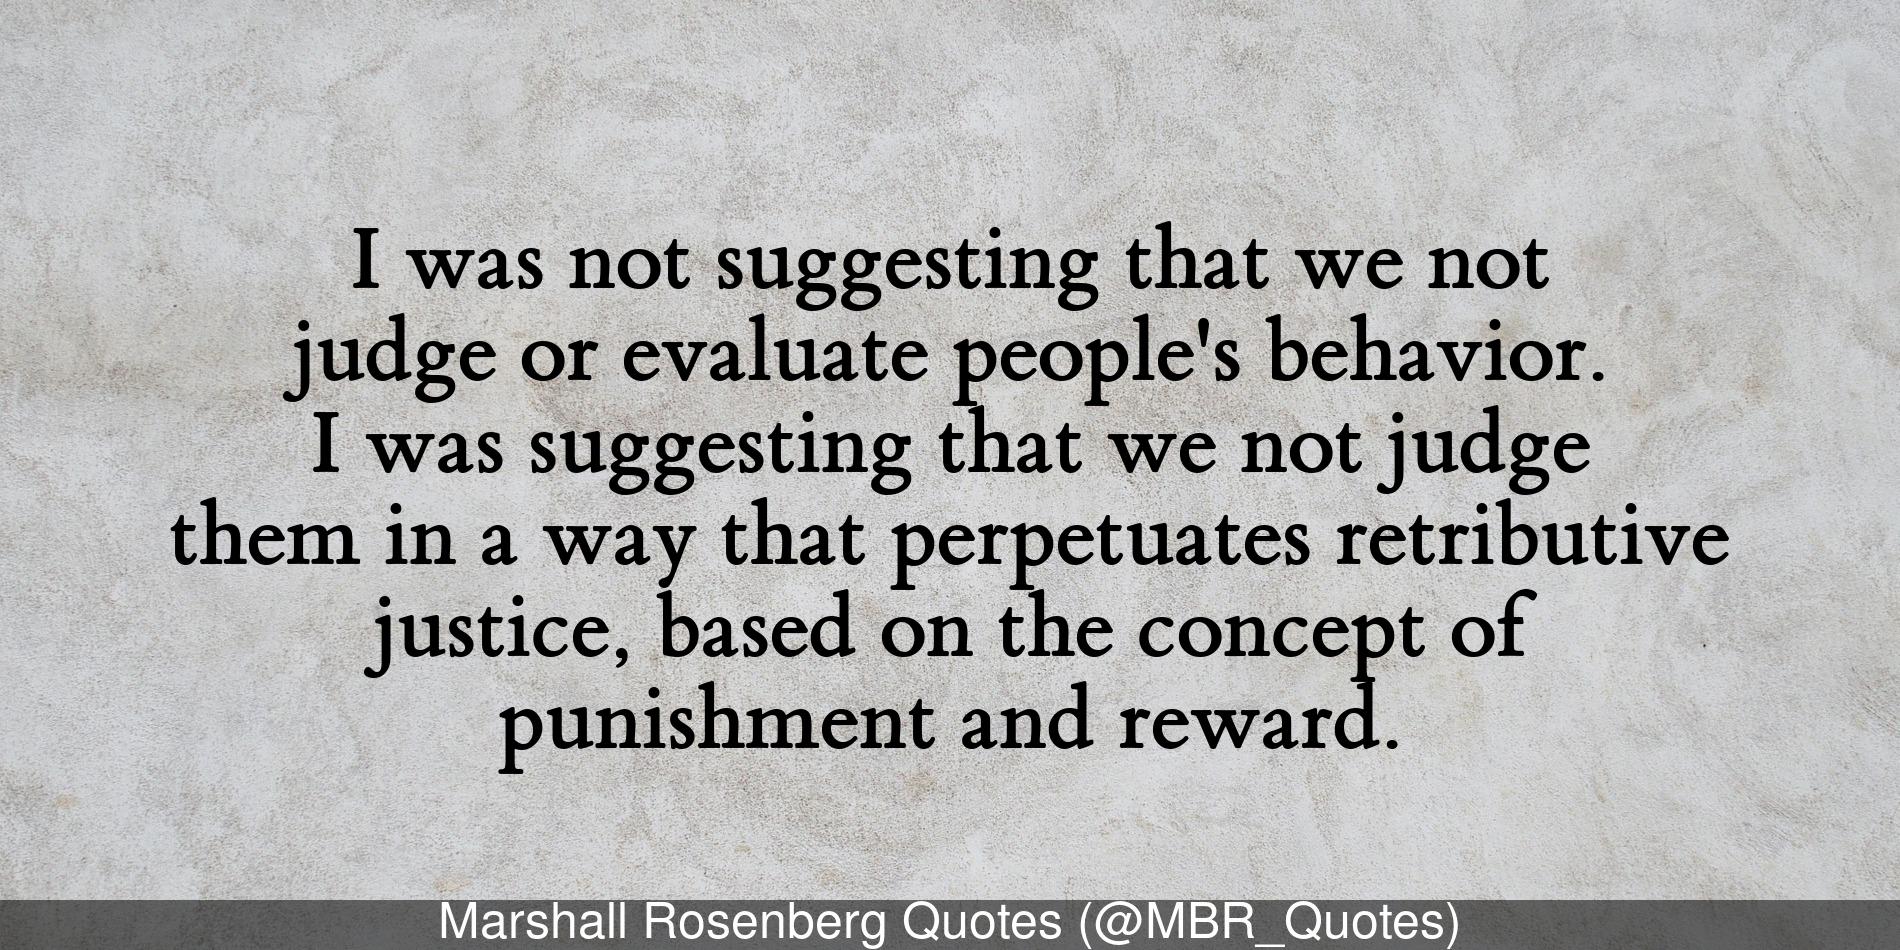 I was not suggesting that we not
judge or evaluate people's behavior.
I was suggesting that we not judge
them in a way that perpetuates retributive
justice, based on the concept of
punishment and reward.
Marshall Rosenberg Quotes (@MBR_Quotes)